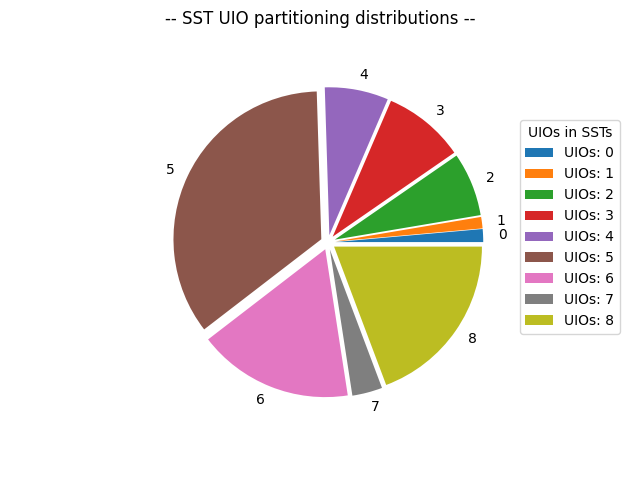 -- SST UIO partitioning distributions --
4
3
5
2
1
0
8
6
7
UIOs in SSTs
UIOs: 0
UIOs: 1
UIOs: 2
UIOs: 3
UIOs: 4
UIOs: 5
UIOs: 6
UIOs: 7
UIOs: 8